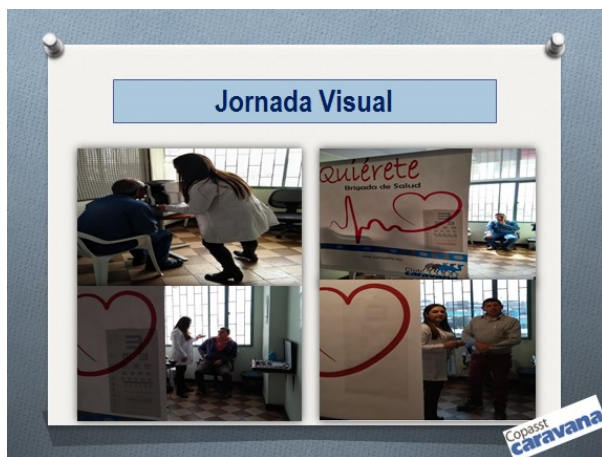 Jornada Visual
Quiérete
Brigada de Salud
Copasst
caravana